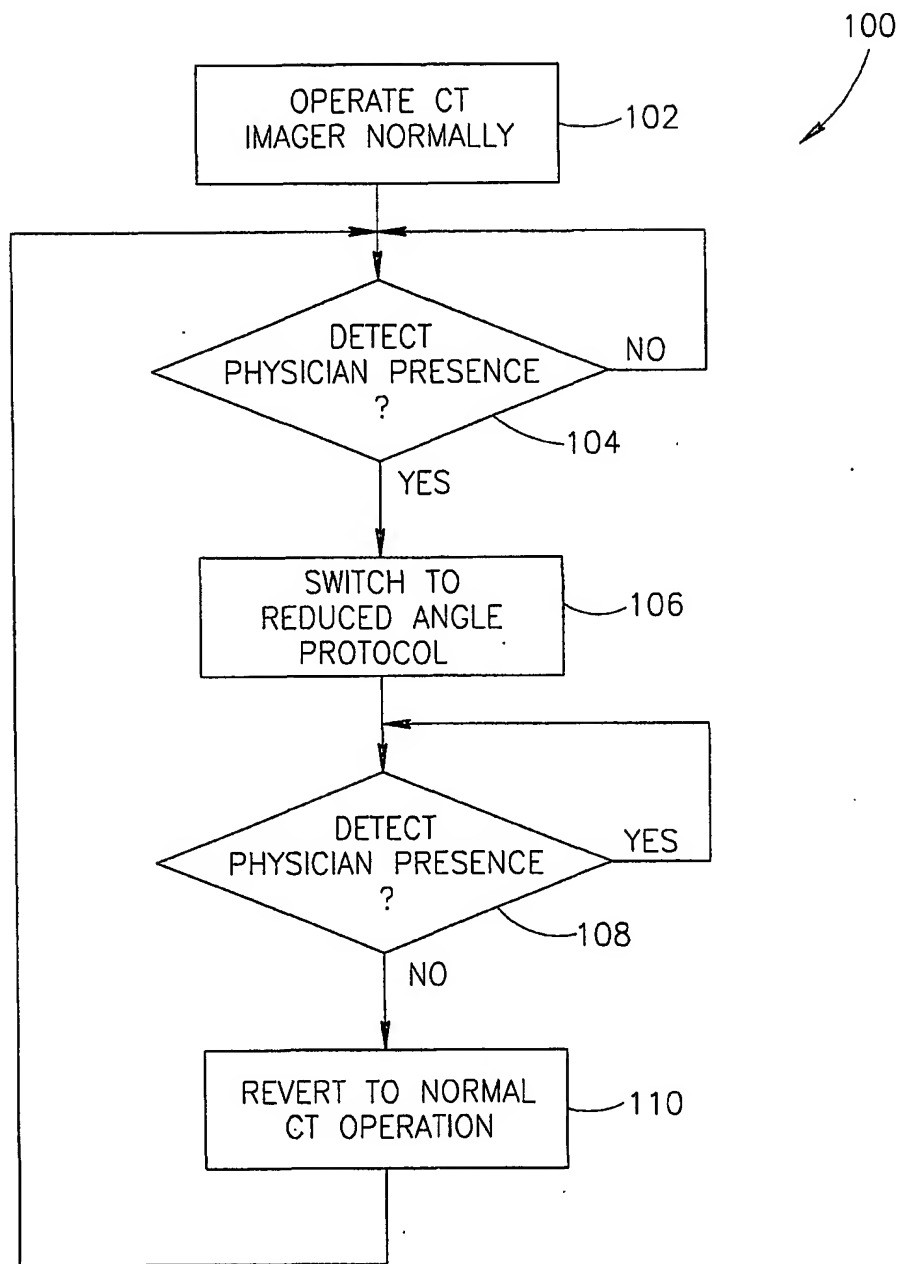 100
OPERATE CT
IMAGER NORMALLY
102
DETECT
PHYSICIAN PRESENCE
?
NO
104
YES
SWITCH TO
REDUCED ANGLE
PROTOCOL
106
DETECT
PHYSICIAN PRESENCE
?
YES
108
NO
REVERT TO NORMAL
CT OPERATION
110